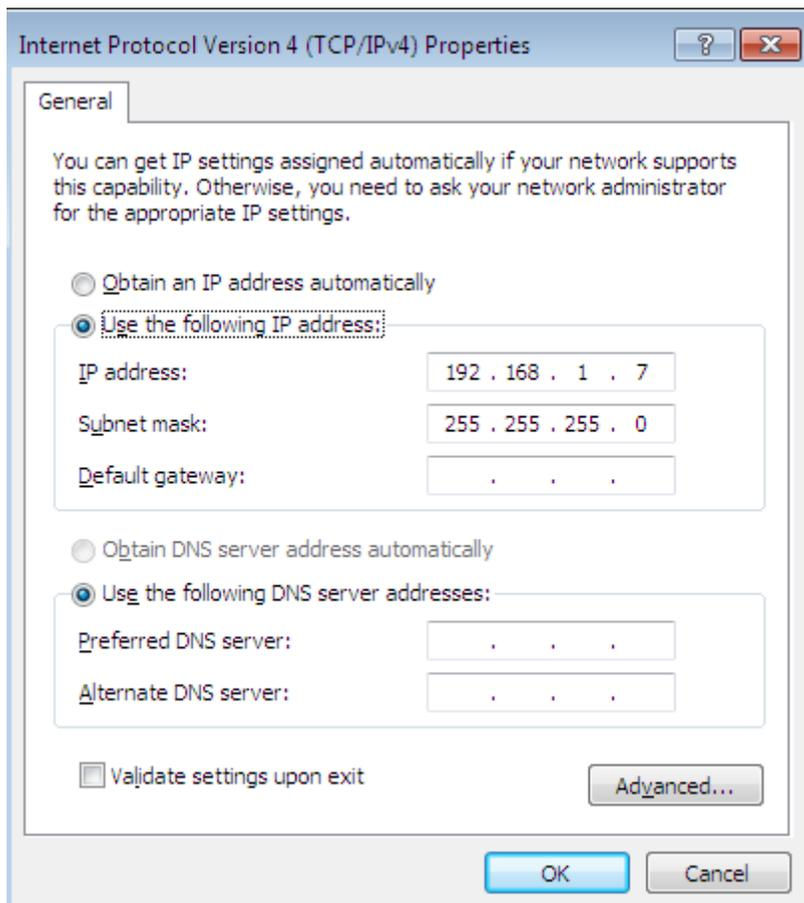 Internet Protocol Version 4 (TCP/IPv4) Properties
General
You can get IP settings assigned automatically if your network supports
this capability. Otherwise, you need to ask your network administrator
for the appropriate IP settings.
Obtain an IP address automatically
Use the following IP address:
IP address: 192 . 168 . 1 . 7
Subnet mask: 255 . 255 . 255 . 0
Default gateway: . . .
Obtain DNS server address automatically
Use the following DNS server addresses:
Preferred DNS server: . . .
Alternate DNS server: . . .
Validate settings upon exit
Advanced...
OK Cancel